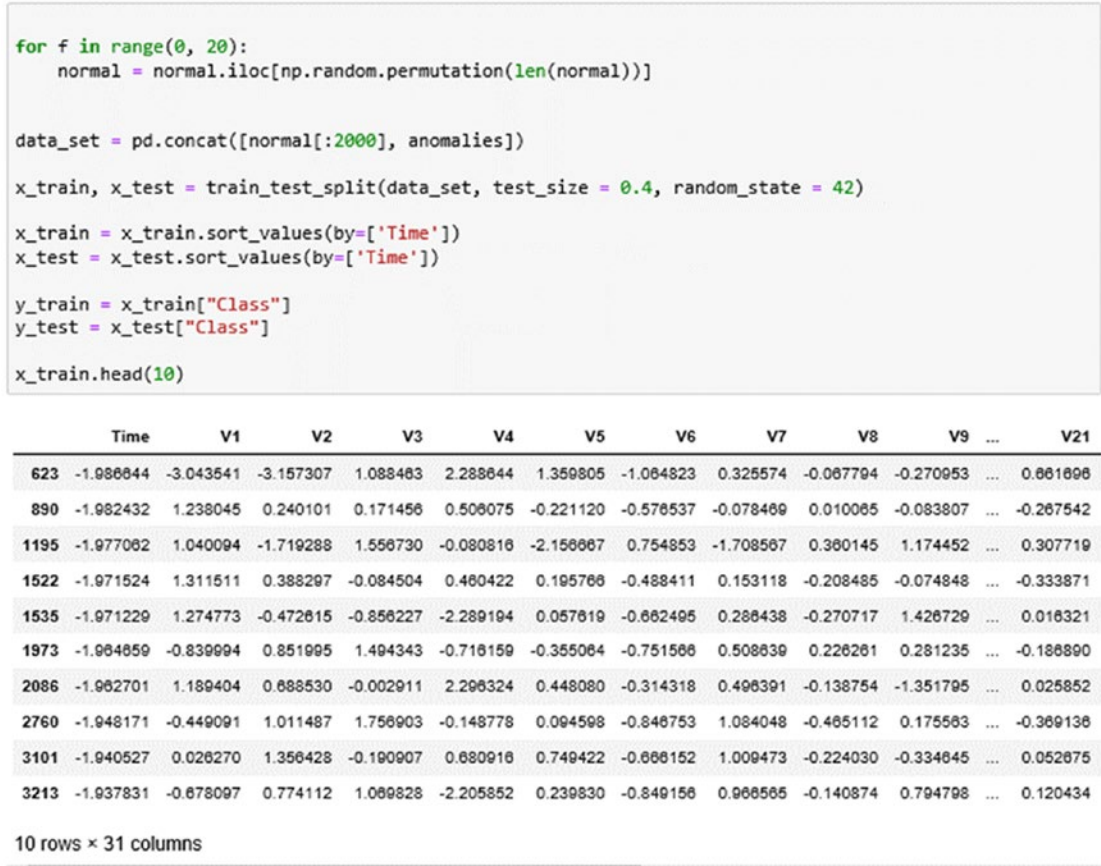 for f in range(0, 20):
    normal = normal.iloc[np.random.permutation(len(normal))]
data_set = pd.concat([normal[:2000], anomalies])
x_train, x_test = train_test_split(data_set, test_size = 0.4, random_state = 42)
x_train = x_train.sort_values(by=['Time'])
x_test = x_test.sort_values(by=['Time'])
y_train = x_train["Class"]
y_test = x_test["Class"]
x_train.head(10)
Time V1 V2 V3 V4 V5 V6 V7 V8 V9 ... V21
623 -1.986644 -3.043541 -3.157307 1.088463 2.288644 1.359805 -1.064823 0.325574 -0.067794 -0.270953 ... 0.661696
890 -1.982432 1.238045 0.240101 0.171456 0.506075 -0.221120 -0.576537 -0.078469 0.010065 -0.083807 ... -0.267542
1195 -1.977062 1.040094 -1.719288 1.556730 -0.080816 -2.156667 0.754853 -1.708567 0.360145 1.174452 ... 0.307719
1522 -1.971524 1.311511 0.388297 -0.084504 0.460422 0.195766 -0.488411 0.153118 -0.208485 -0.074848 ... -0.333871
1535 -1.971229 1.274773 -0.472615 -0.856227 -2.289194 0.057619 -0.662495 0.286438 -0.270717 1.426729 ... 0.016321
1973 -1.964659 -0.839994 0.851995 1.494343 -0.716159 -0.355064 -0.751566 0.508639 0.226261 0.281235 ... -0.186890
2086 -1.962701 1.189404 0.688530 -0.002911 2.296324 0.448080 -0.314318 0.496391 -0.138754 -1.351795 ... 0.025852
2760 -1.948171 -0.449091 1.011487 1.756903 -0.148778 0.094598 -0.846753 1.084048 -0.465112 0.175563 ... -0.369136
3101 -1.940527 0.026270 1.356428 -0.190907 0.680916 0.749422 -0.666152 1.009473 -0.224030 -0.334645 ... 0.052675
3213 -1.937831 -0.678097 0.774112 1.069828 -2.205852 0.239830 -0.849156 0.966565 -0.140874 0.794798 ... 0.120434
10 rows × 31 columns